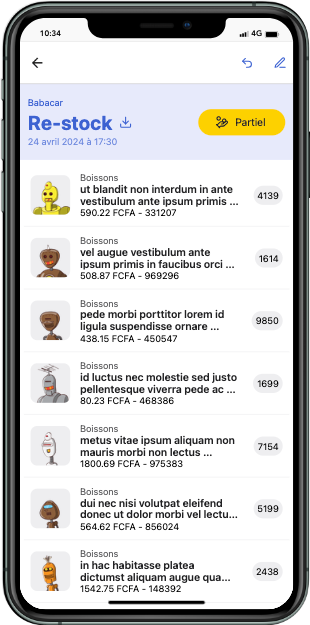 10:34
4G
Babacar
Re-stock
24 avril 2024 à 17:30
Partiel
Boissons
ut blandit non interdum in ante
vestibulum ante ipsum primis ...
590.22 FCFA - 331207
4139
Boissons
vel augue vestibulum ante
ipsum primis in faucibus orci ...
508.87 FCFA - 969296
1614
Boissons
pede morbi porttitor lorem id
ligula suspendisse ornare ...
438.15 FCFA - 450547
9850
Boissons
id luctus nec molestie sed justo
pellentesque viverra pede ac ...
80.23 FCFA - 468386
1699
Boissons
metus vitae ipsum aliquam non
mauris morbi non lectus ...
1800.69 FCFA - 975383
7154
Boissons
dui nec nisi volutpat eleifend
donec ut dolor morbi vel lectu...
564.62 FCFA - 856024
5199
Boissons
in hac habitasse platea
dictumst aliquam augue qua...
1542.75 FCFA - 148392
2438